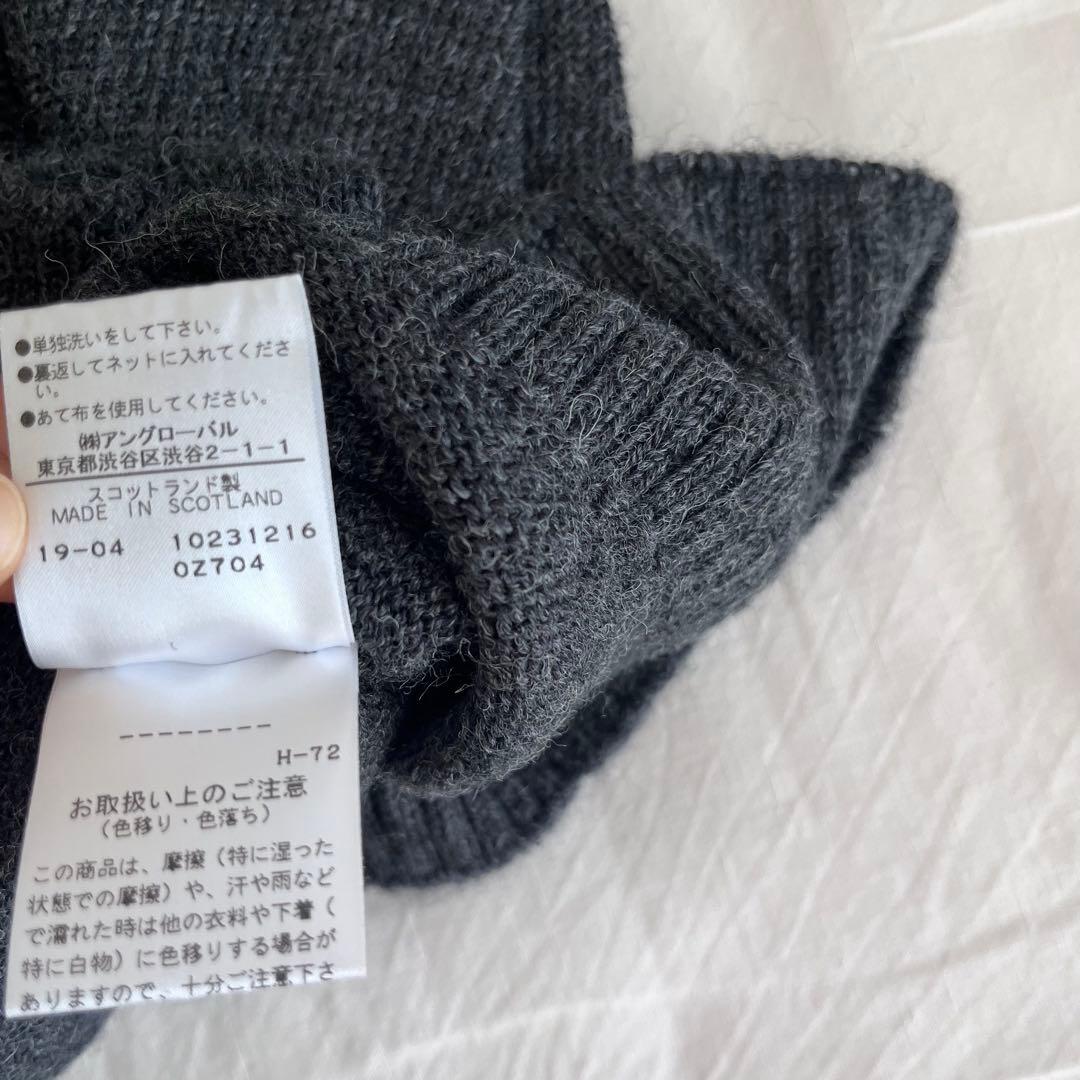 ●単独洗いをして下さい。
●裏返してネットに入れてくださ
い。
●あて布を使用してください。
㈱アングローバル
東京都渋谷区渋谷2-1-1
スコットランド製
MADE IN SCOTLAND
19-04 10231216
OZ704
--------
H-72
お取扱い上のご注意
(色移り・色落ち)
この商品は、摩擦(特に湿った
状態での摩擦)や、汗や雨など
で濡れた時は他の衣料や下着(
特に白物)に色移りする場合が
ありますので、十分ご注意下さ